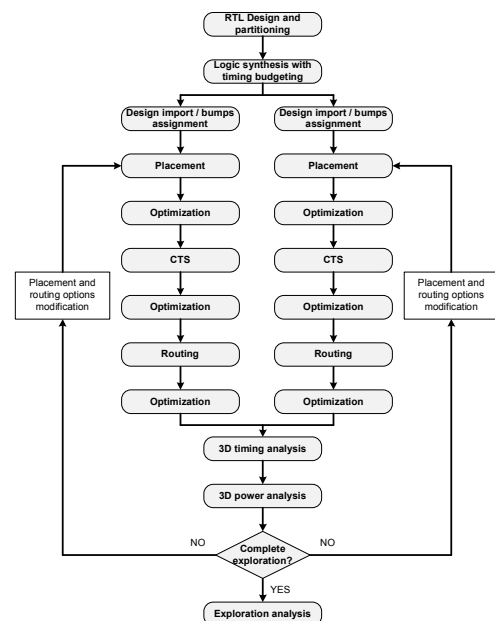 RTL Design and
partitioning
Logic synthesis with
timing budgeting
Design import / bumps
assignment
Design import / bumps
assignment
Placement
Placement
Optimization
Optimization
CTS
CTS
Placement and
routing options
modification
Optimization
Optimization
Placement and
routing options
modification
Routing
Routing
Optimization
Optimization
3D timing analysis
3D power analysis
NO
Complete
exploration?
NO
YES
Exploration analysis